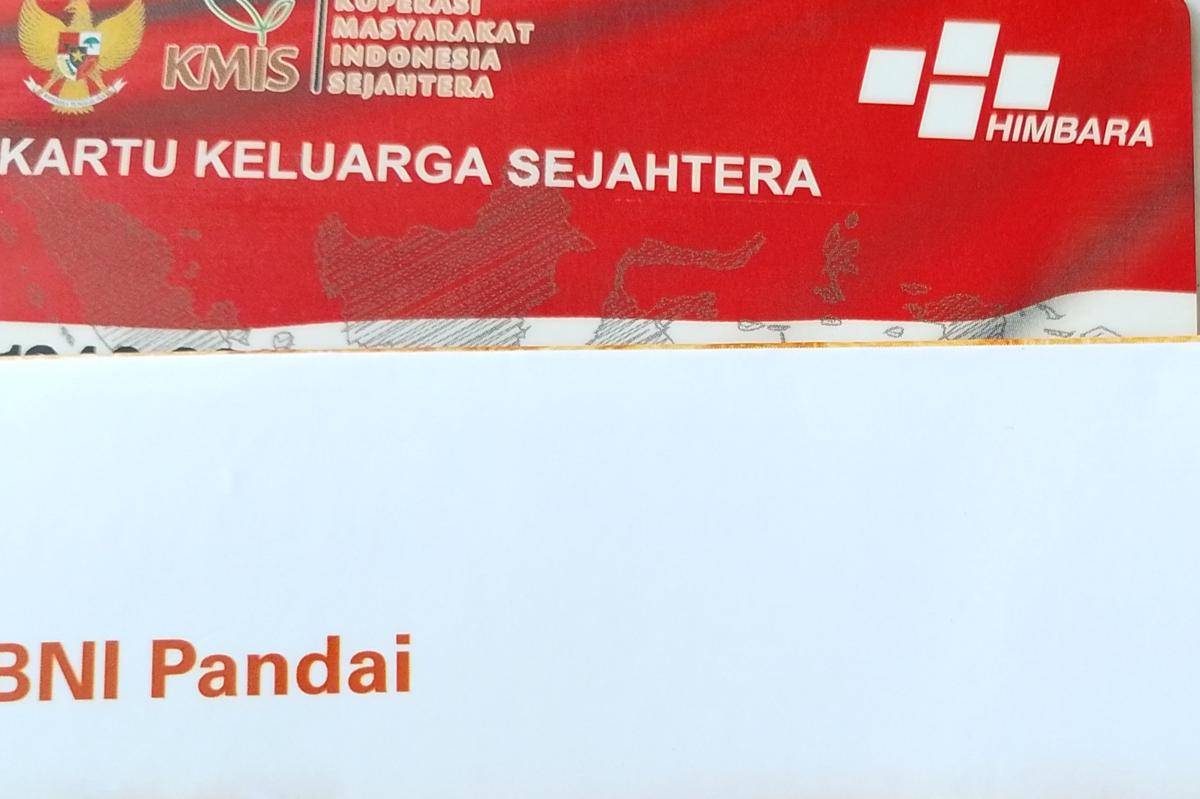 KOPERASI
MASYARAKAT
INDONESIA
SEJAHTERA
KMIS
HIMBARA
KARTU KELUARGA SEJAHTERA
BNI Pandai